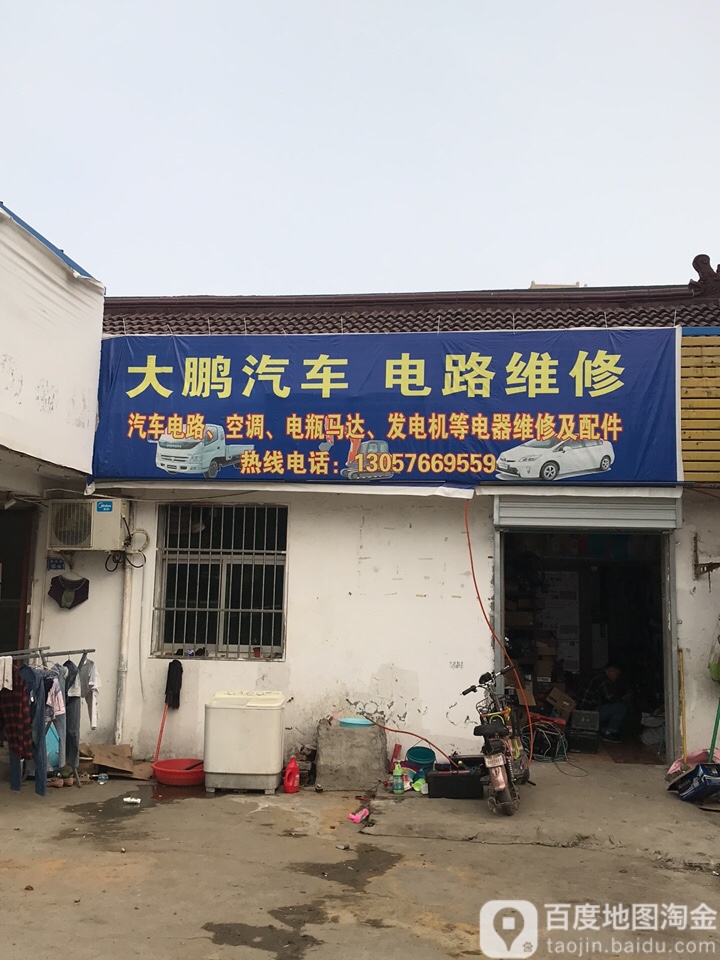 大鹏汽车 电路维修
汽车电路、空调、电瓶马达、发电机等电器维修及配件
热线电话：13057669559
Midea
百度地图淘金
taojin.baidu.com